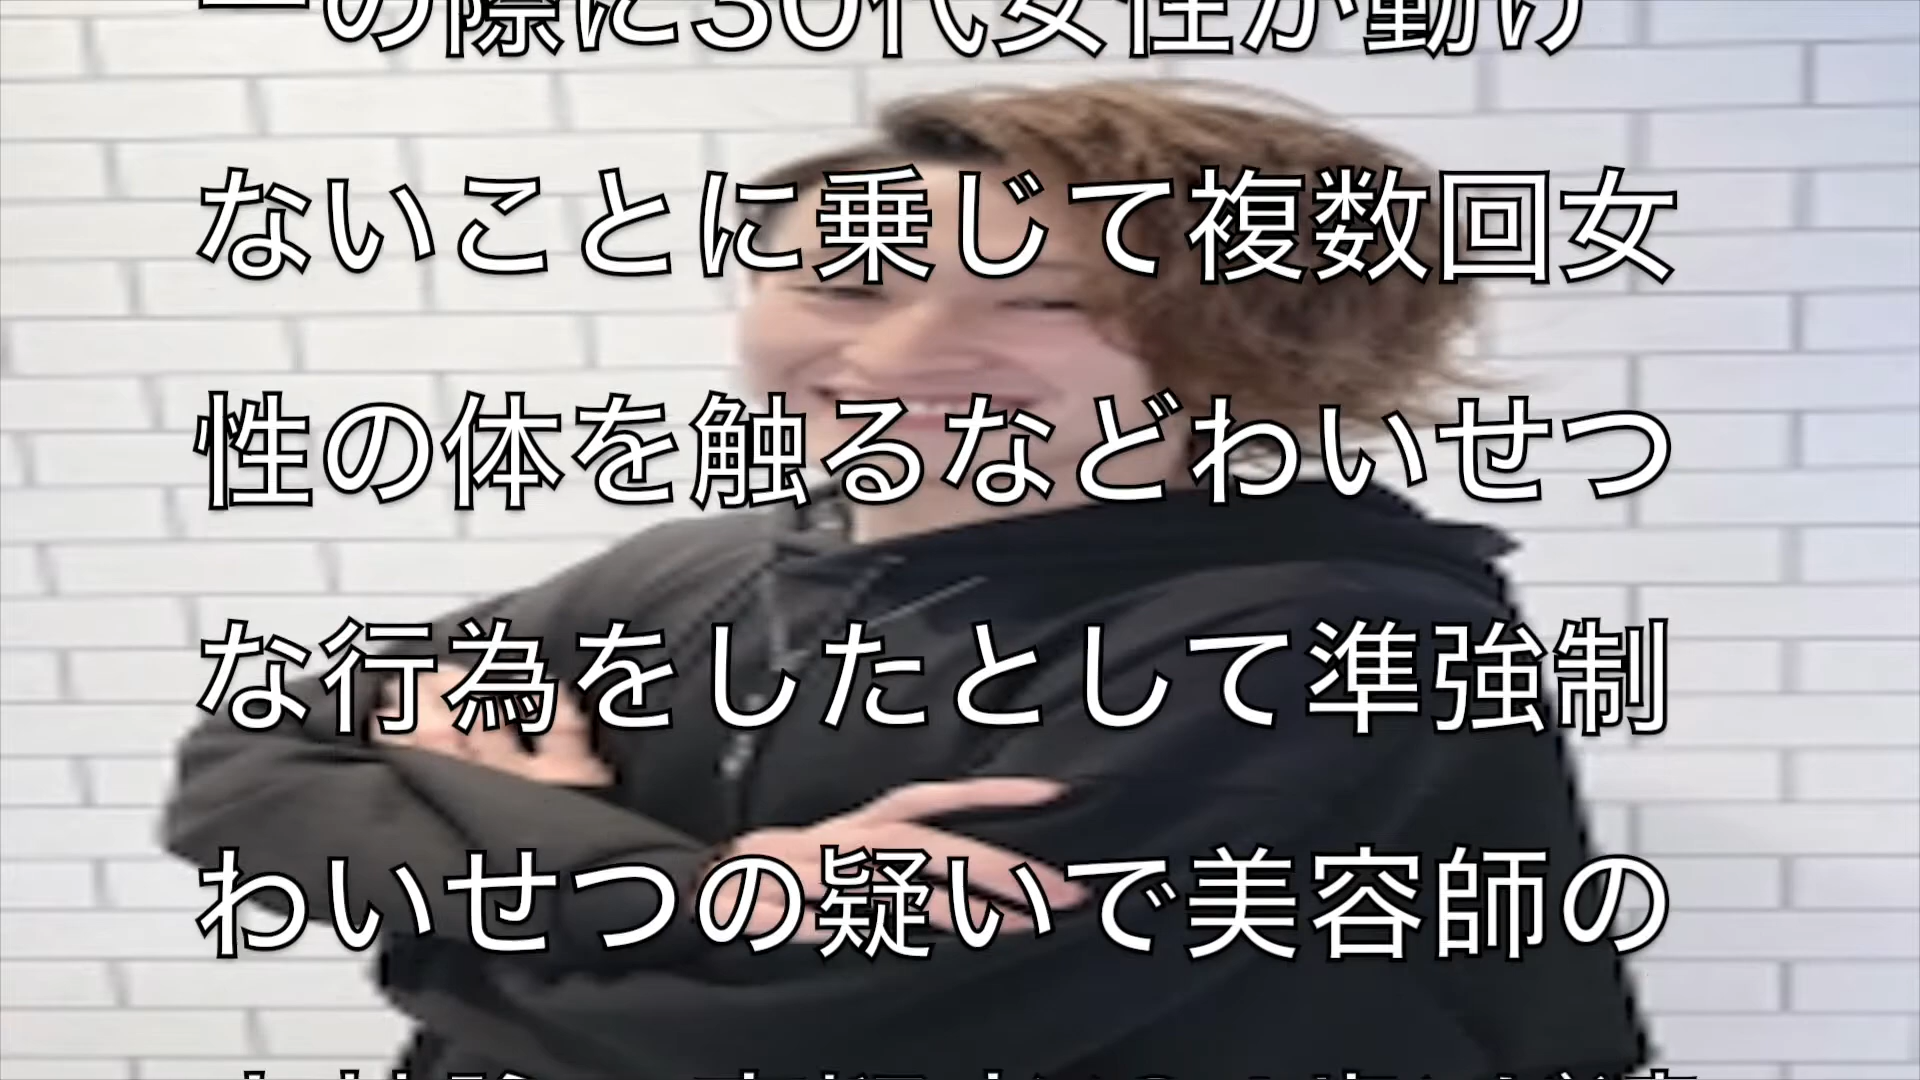 ーの際に30代女性が動け
ないことに乗じて複数回女
性の体を触るなどわいせつ
な行為をしたとして準強制
わいせつの疑いで美容師の